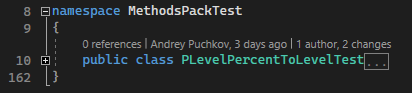 8 namespace MethodsPackTest
9 {
0 references | Andrey Puchkov, 3 days ago | 1 author, 2 changes
10 public class PLevelPercentToLevelTest...
162 }